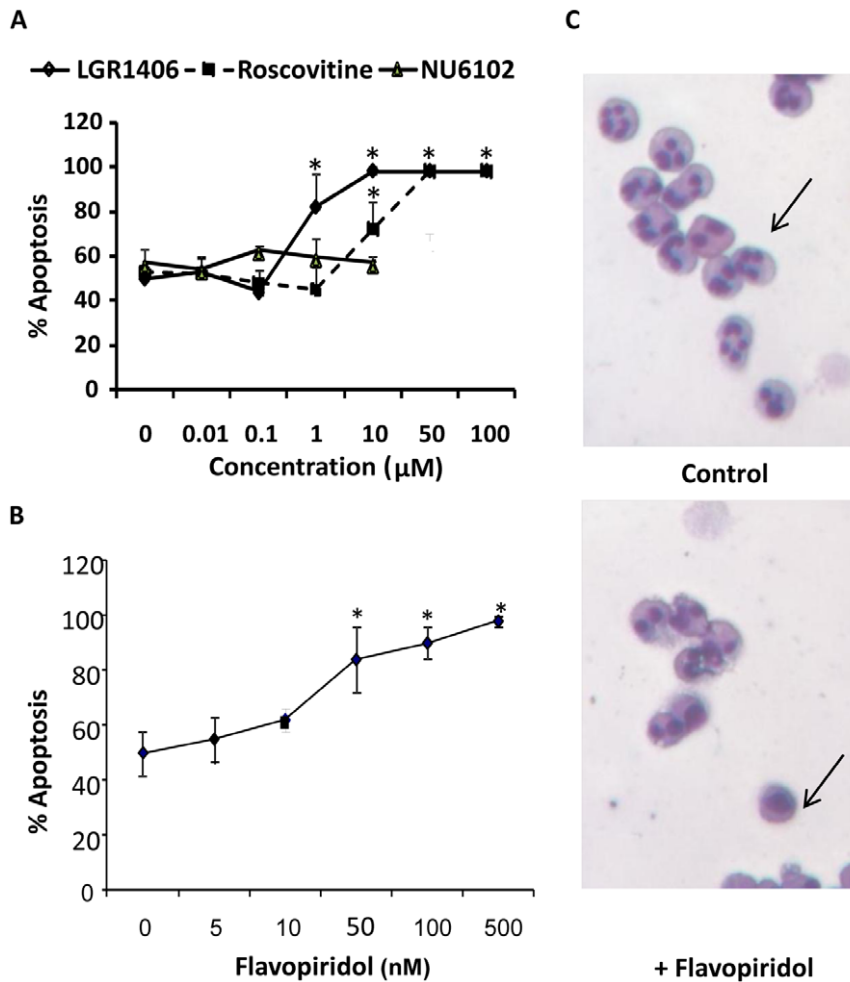 A
LGR1406 Roscovitine NU6102
120
100
80
60
40
20
0
% Apoptosis
* * * *
*
0 0.01 0.1 1 10 50 100
Concentration (μM)
B
120
100
80
60
40
20
0
% Apoptosis
* * *
0 5 10 50 100 500
Flavopiridol (nM)
C
Control
+ Flavopiridol